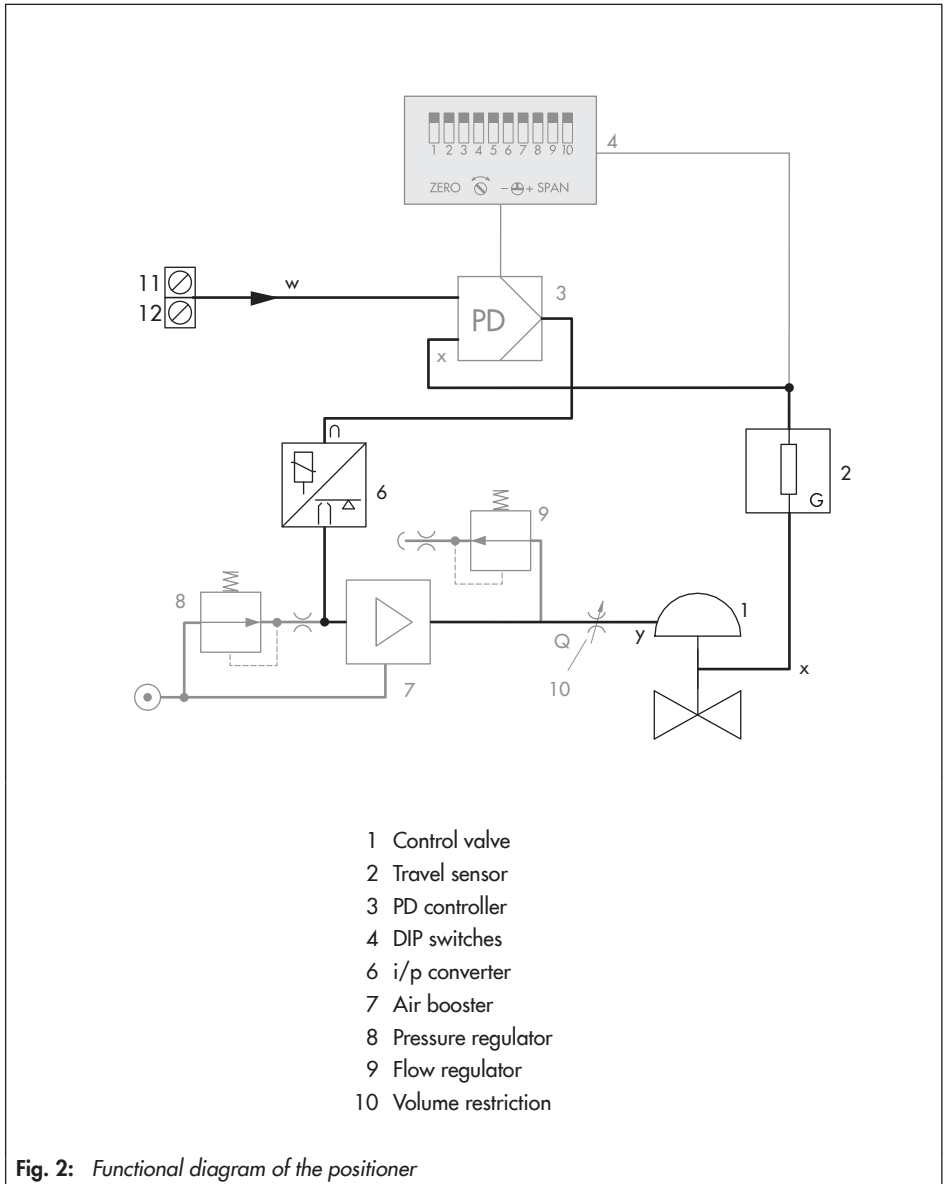 1 2 3 4 5 6 7 8 9 10
4
ZERO - + SPAN
11
w
12
3
PD
x
2
G
6
9
8
1
y
Q
x
10
7
1 Control valve
2 Travel sensor
3 PD controller
4 DIP switches
6 i/p converter
7 Air booster
8 Pressure regulator
9 Flow regulator
10 Volume restriction
Fig. 2: Functional diagram of the positioner